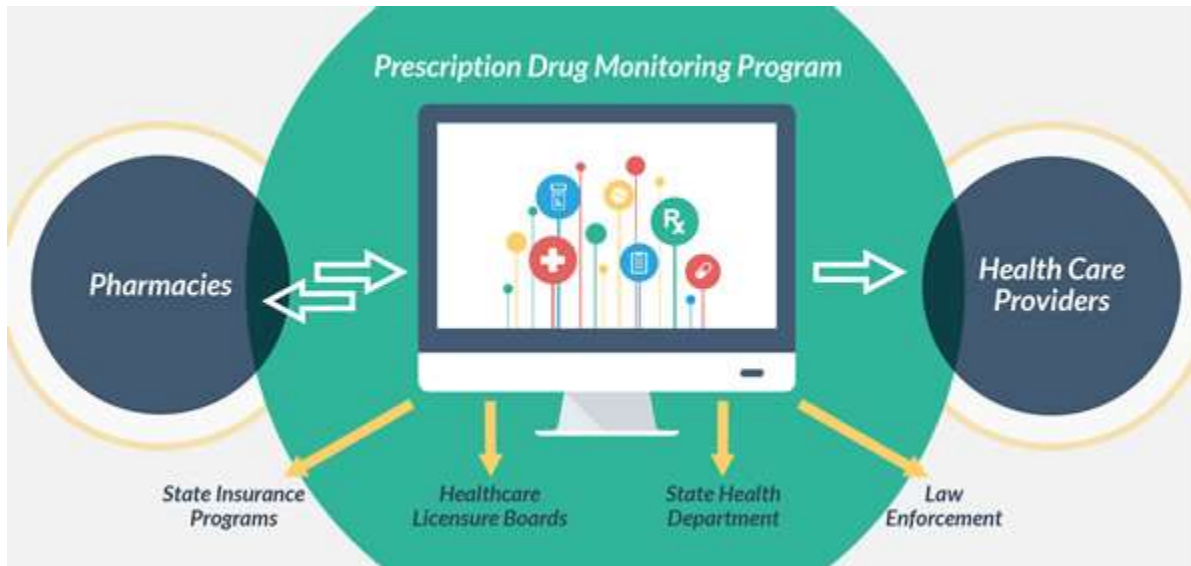 Prescription Drug Monitoring Program
Pharmacies
Rx
Health Care
Providers
State Insurance
Programs
Healthcare
Licensure Boards
State Health
Department
Law
Enforcement